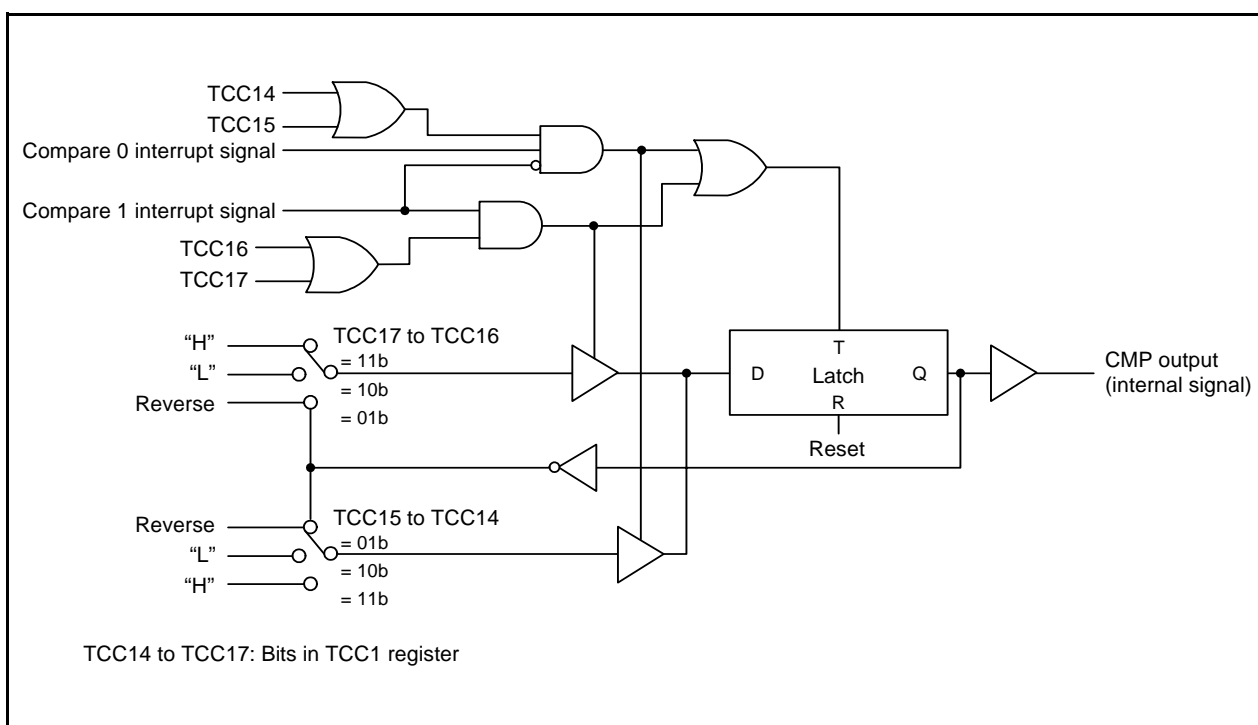 TCC14
TCC15
Compare 0 interrupt signal
Compare 1 interrupt signal
TCC16
TCC17
“H”
“L”
Reverse
TCC17 to TCC16
= 11b
= 10b
= 01b
T
D
Latch
Q
R
Reset
CMP output
(internal signal)
Reverse
“L”
“H”
TCC15 to TCC14
= 01b
= 10b
= 11b
TCC14 to TCC17: Bits in TCC1 register